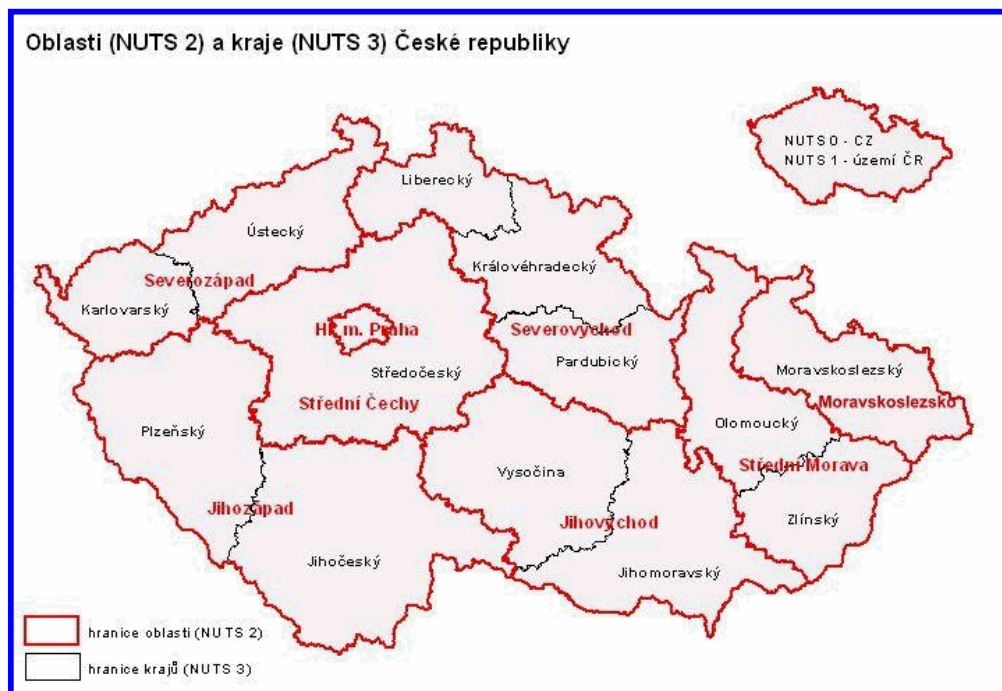 Oblasti (NUTS 2) a kraje (NUTS 3) České republiky
NUTS 0 - CZ
NUTS 1 - území ČR
Liberecký
Ústecký
Královéhradecký
Severozápad
Karlovarský
Hl. m. Praha
Severovýchod
Pardubický
Středočeský
Moravskoslezský
Střední Čechy
Moravskoslezsko
Plzeňský
Olomoucký
Vysočina
Střední Morava
Jihozápad
Jihovýchod
Zlínský
Jihočeský
Jihomoravský
hranice oblastí (NUTS 2)
hranice krajů (NUTS 3)